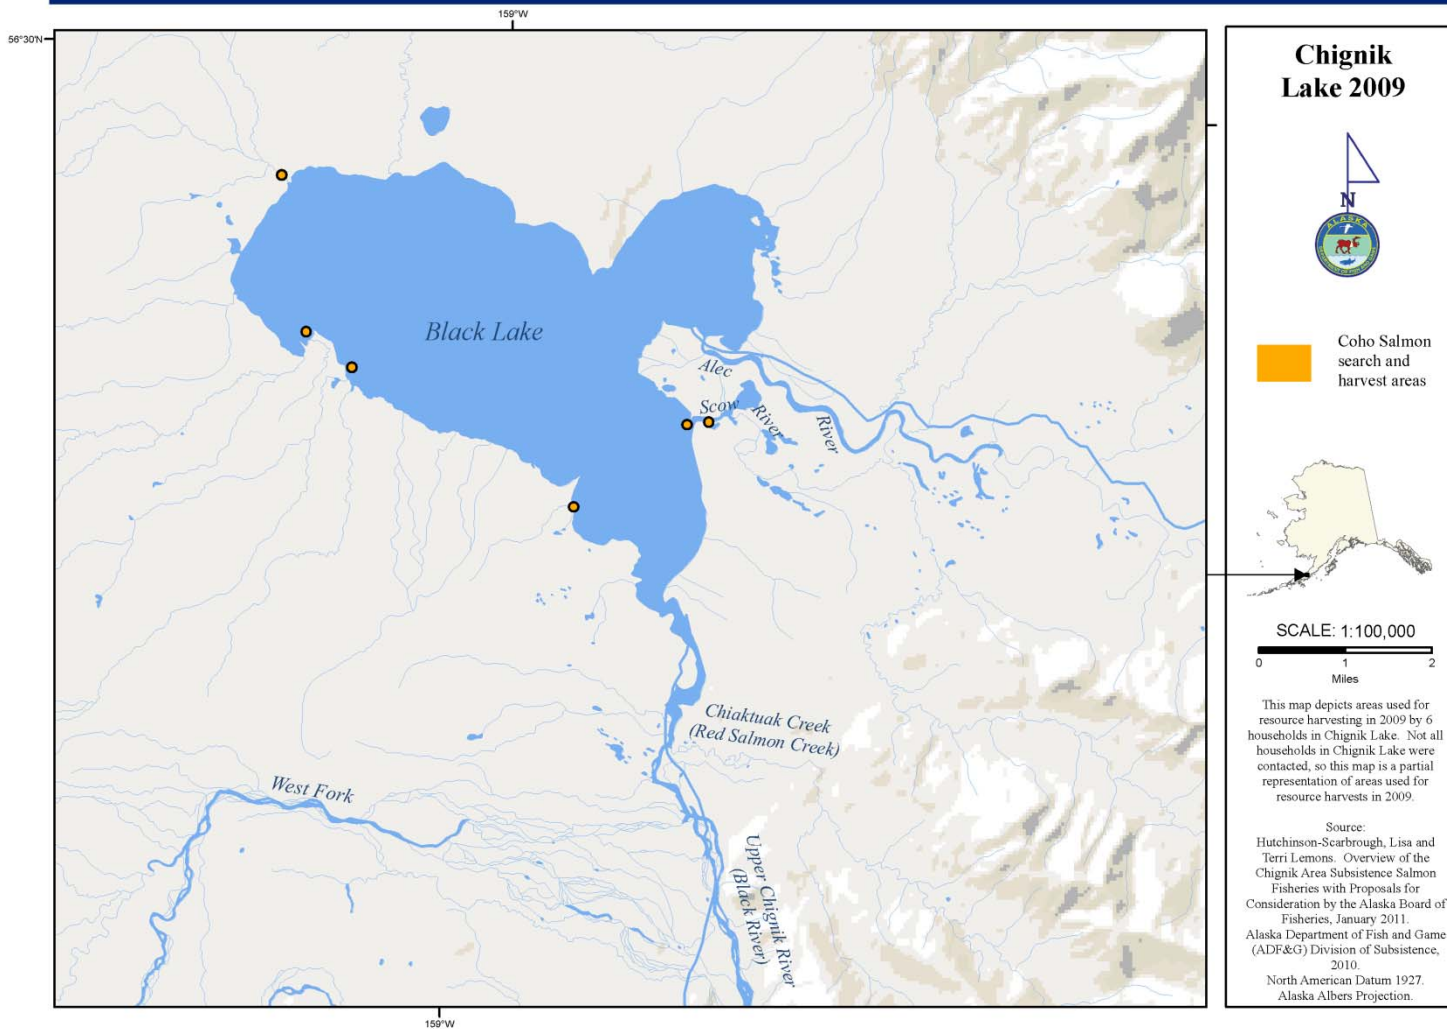 159°W
56°30'N
Black Lake
Alec
River
Scow
River
Chiaktuak Creek
(Red Salmon Creek)
West Fork
Upper Chignik River
(Black River)
159°W
Chignik
Lake 2009
N
ALASKA
Coho Salmon
search and
harvest areas
SCALE: 1:100,000
0 1 2
Miles
This map depicts areas used for
resource harvesting in 2009 by 6
households in Chignik Lake. Not all
households in Chignik Lake were
contacted, so this map is a partial
representation of areas used for
resource harvests in 2009.
Source:
Hutchinson-Scarbrough, Lisa and
Terri Lemons. Overview of the
Chignik Area Subsistence Salmon
Fisheries with Proposals for
Consideration by the Alaska Board of
Fisheries, January 2011.
Alaska Department of Fish and Game
(ADF&G) Division of Subsistence,
2010.
North American Datum 1927.
Alaska Albers Projection.